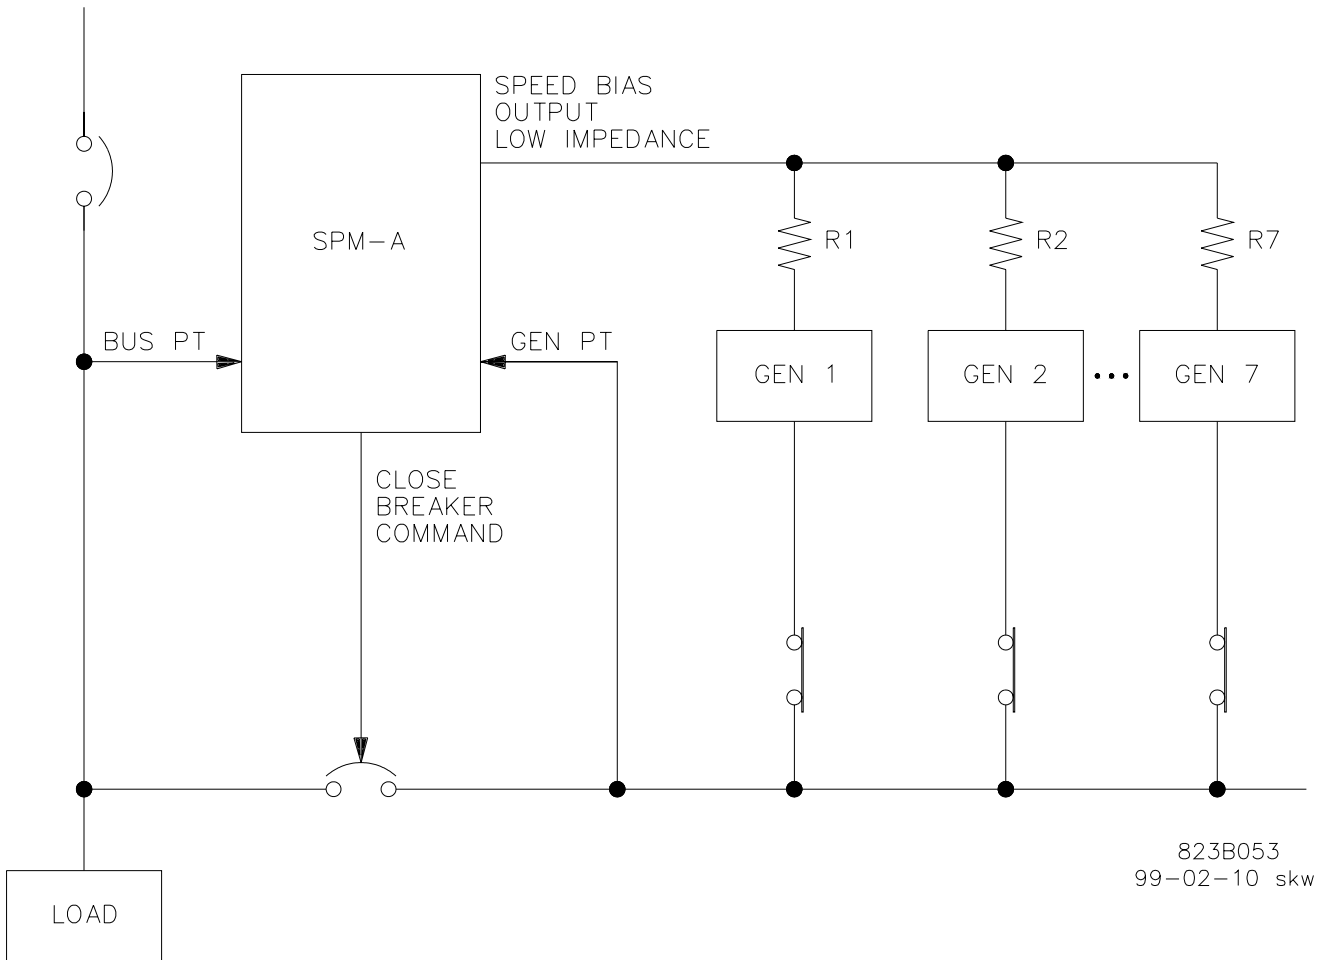 SPEED BIAS
OUTPUT
LOW IMPEDANCE
SPM-A
R1
R2
R7
BUS PT
GEN PT
GEN 1
GEN 2
GEN 7
CLOSE
BREAKER
COMMAND
823B053
99-02-10 skw
LOAD